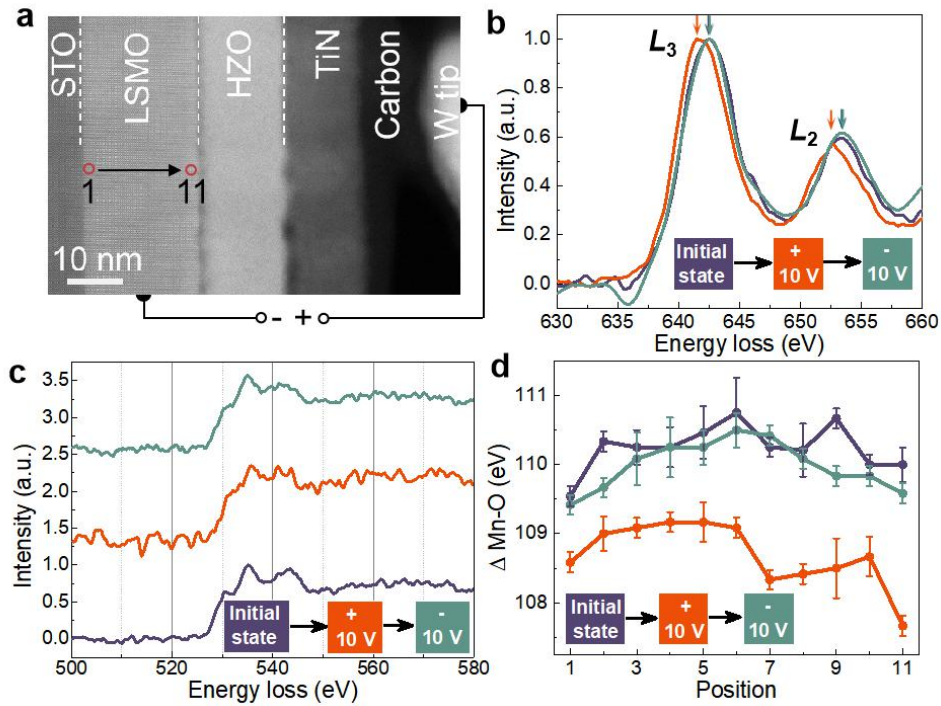 a
STO
LSMO
HZO
TiN
Carbon
W tip
1
11
10 nm
- +
b
L3
L2
1.0
0.8
0.6
0.4
0.2
0.0
Intensity (a.u.)
Initial state
+ 10 V
- 10 V
630 635 640 645 650 655 660
Energy loss (eV)
c
3.5
3.0
2.5
2.0
1.5
1.0
0.5
0.0
Intensity (a.u.)
Initial state
+ 10 V
- 10 V
500 520 540 560 580
Energy loss (eV)
d
111
110
109
108
Δ Mn-O (eV)
Initial state
+ 10 V
- 10 V
1 3 5 7 9 11
Position